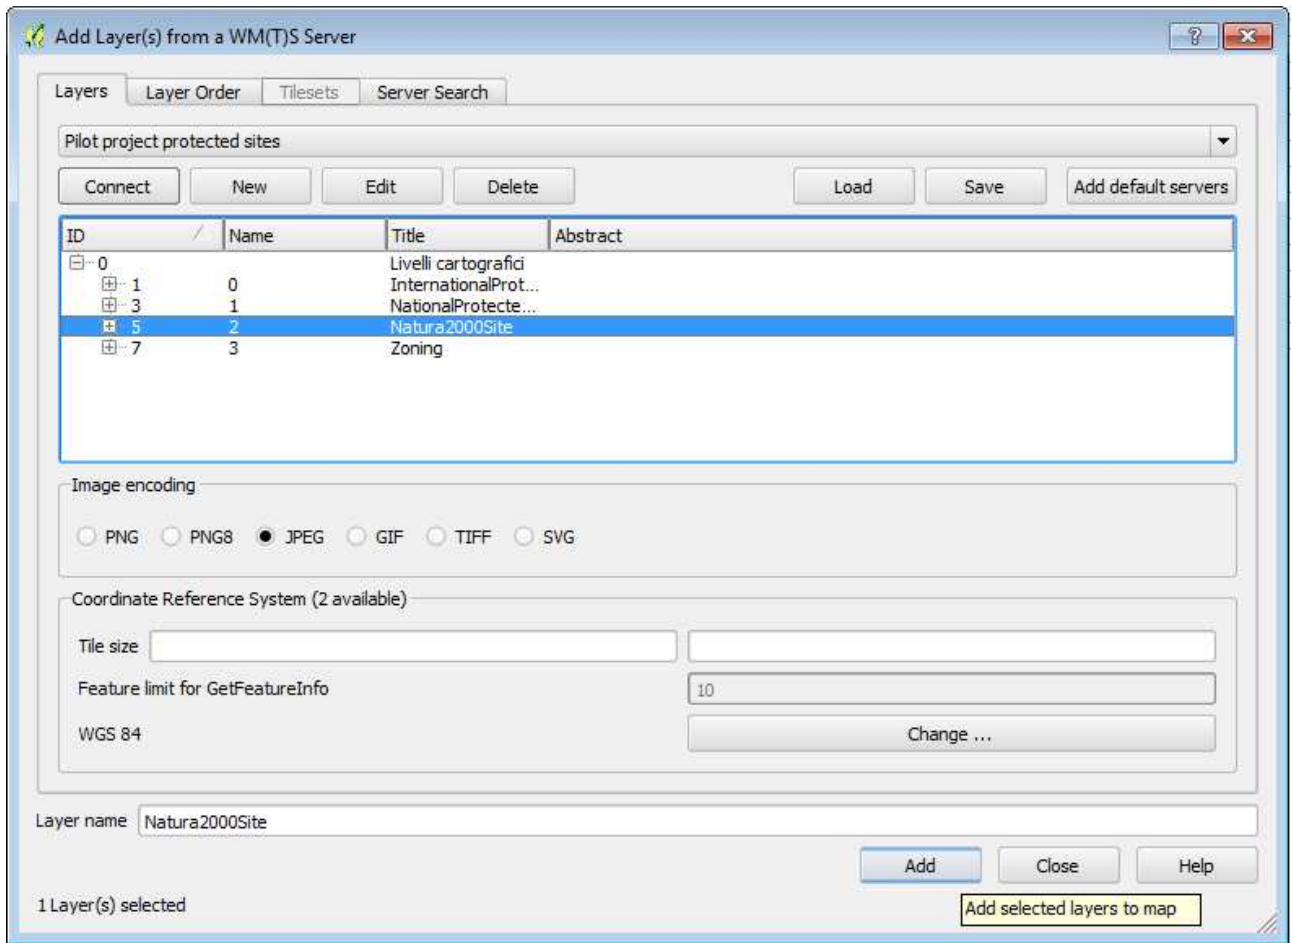 Add Layer(s) from a WM(T)S Server
Layers Layer Order Tilesets Server Search
Pilot project protected sites
Connect New Edit Delete Load Save Add default servers
ID Name Title Abstract
0 Livelli cartografici
1 0 InternationalProt...
3 1 NationalProtecte...
5 2 Natura2000Site
7 3 Zoning
Image encoding
PNG PNG8 JPEG GIF TIFF SVG
Coordinate Reference System (2 available)
Tile size
Feature limit for GetFeatureInfo 10
WGS 84 Change ...
Layer name Natura2000Site
Add Close Help
1 Layer(s) selected
Add selected layers to map